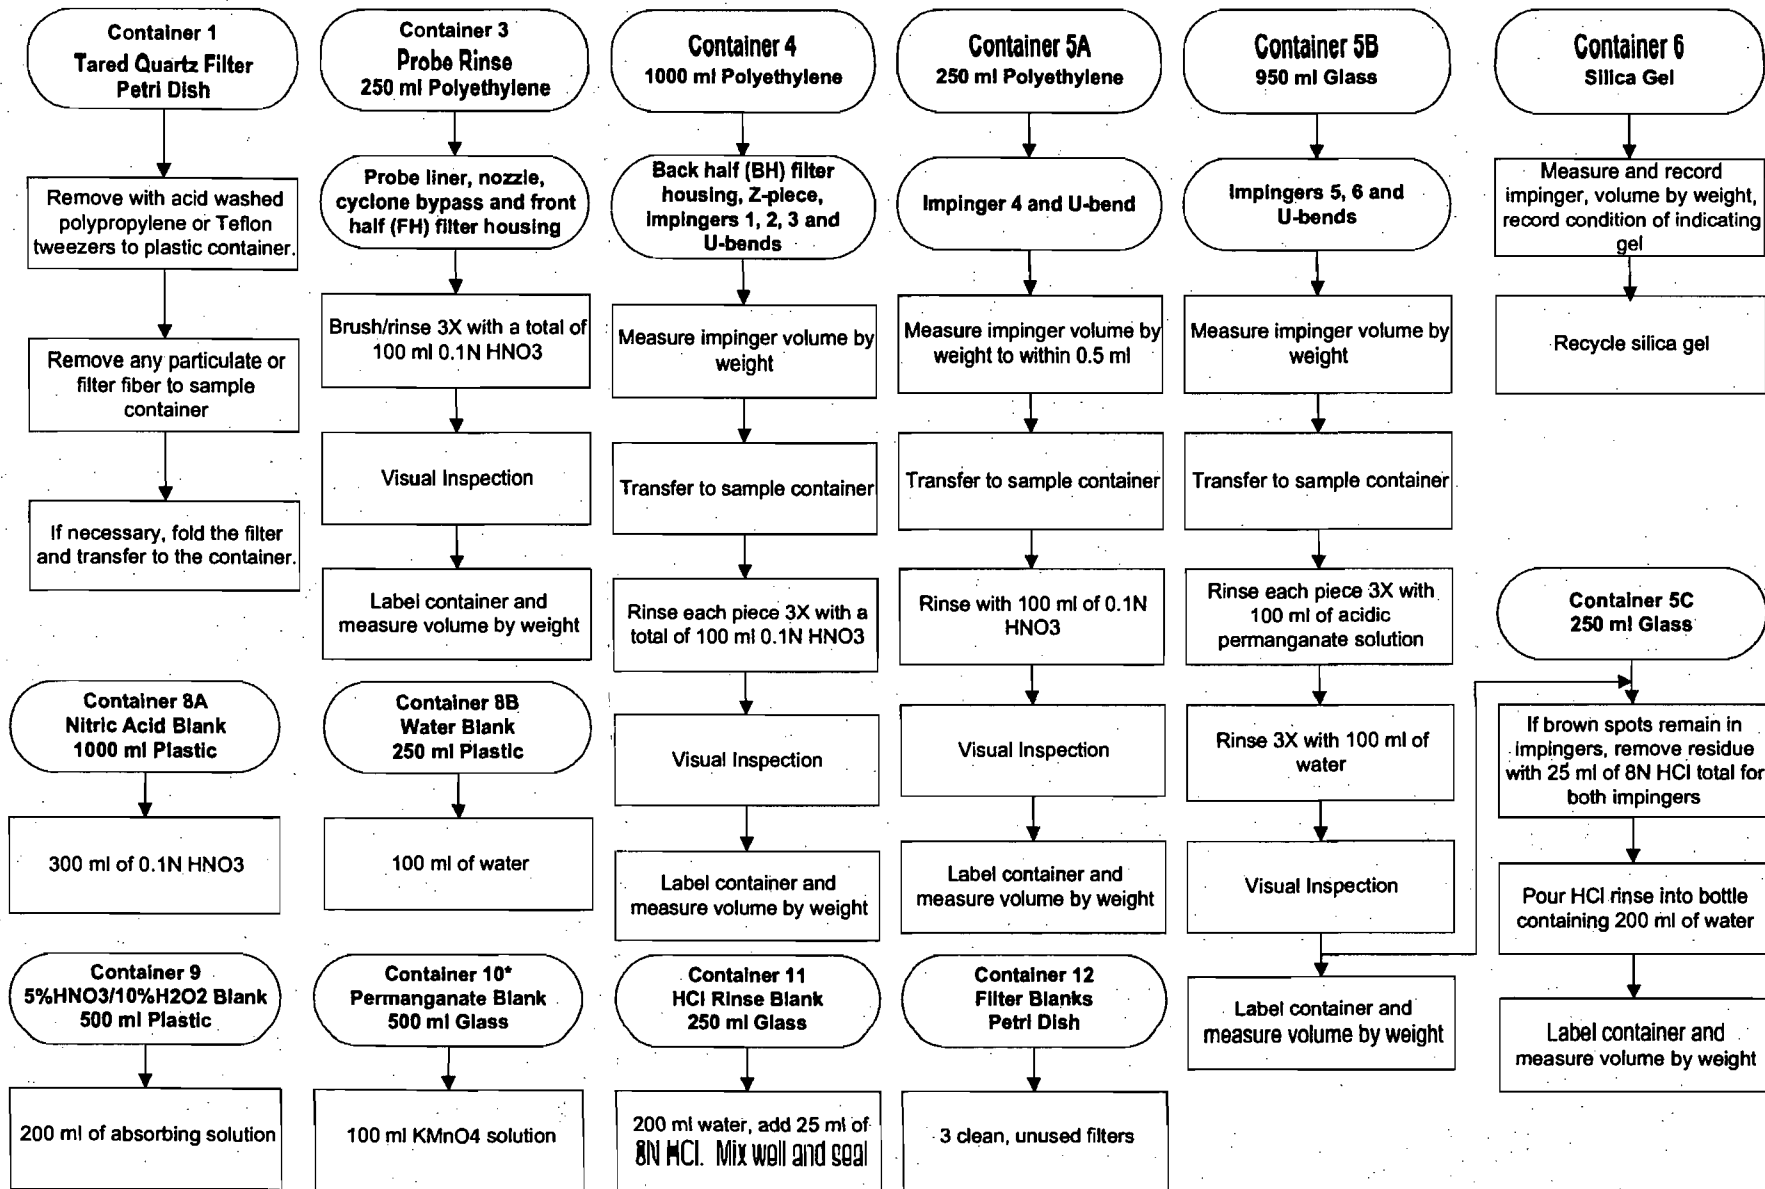 Container 1
Tared Quartz Filter
Petri Dish
Remove with acid washed
polypropylene or Teflon
tweezers to plastic container.
Remove any particulate or
filter fiber to sample
container
If necessary, fold the filter
and transfer to the container.
Container 3
Probe Rinse
250 ml Polyethylene
Probe liner, nozzle,
cyclone bypass and front
half (FH) filter housing
Brush/rinse 3X with a total of
100 ml 0.1N HNO3
Visual Inspection
Label container and
measure volume by weight
Container 4
1000 ml Polyethylene
Back half (BH) filter
housing, Z-piece,
impingers 1, 2, 3 and
U-bends
Measure impinger volume by
weight
Transfer to sample container
Rinse each piece 3X with a
total of 100 ml 0.1N HNO3
Visual Inspection
Label container and
measure volume by weight
Container 5A
250 ml Polyethylene
Impinger 4 and U-bend
Measure impinger volume by
weight to within 0.5 ml
Transfer to sample container
Rinse with 100 ml of 0.1N
HNO3
Visual Inspection
Label container and
measure volume by weight
Container 5B
950 ml Glass
Impingers 5, 6 and
U-bends
Measure impinger volume by
weight
Transfer to sample container
Rinse each piece 3X with
100 ml of acidic
permanganate solution
Rinse 3X with 100 ml of
water
Visual Inspection
Label container and
measure volume by weight
Container 6
Silica Gel
Measure and record
impinger, volume by weight,
record condition of indicating
gel
Recycle silica gel
Container 5C
250 ml Glass
If brown spots remain in
impingers, remove residue
with 25 ml of 8N HCl total for
both impingers
Pour HCl rinse into bottle
containing 200 ml of water
Label container and
measure volume by weight
Container 8A
Nitric Acid Blank
1000 ml Plastic
300 ml of 0.1N HNO3
Container 8B
Water Blank
250 ml Plastic
100 ml of water
Container 9
5%HNO3/10%H2O2 Blank
500 ml Plastic
200 ml of absorbing solution
Container 10*
Permanganate Blank
500 ml Glass
100 ml KMnO4 solution
Container 11
HCl Rinse Blank
250 ml Glass
200 ml water, add 25 ml of
8N HCl. Mix well and seal
Container 12
Filter Blanks
Petri Dish
3 clean, unused filters